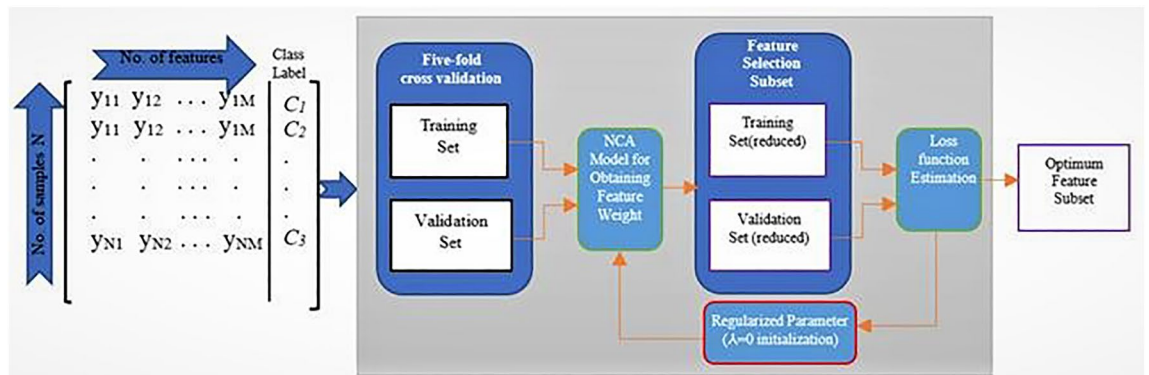 No. of features
Class
Label
No. of samples N
y11 y12 ... y1M C1
y11 y12 ... y1M C2
. . ... . .
. . ... . .
. . ... . .
yN1 yN2 ... yNM C3
Five-fold
cross validation
Training
Set
Validation
Set
NCA
Model for
Obtaining
Feature
Weight
Feature
Selection
Subset
Training
Set(reduced)
Validation
Set (reduced)
Loss
function
Estimation
Optimum
Feature
Subset
Regularized Parameter
(λ=0 initialization)